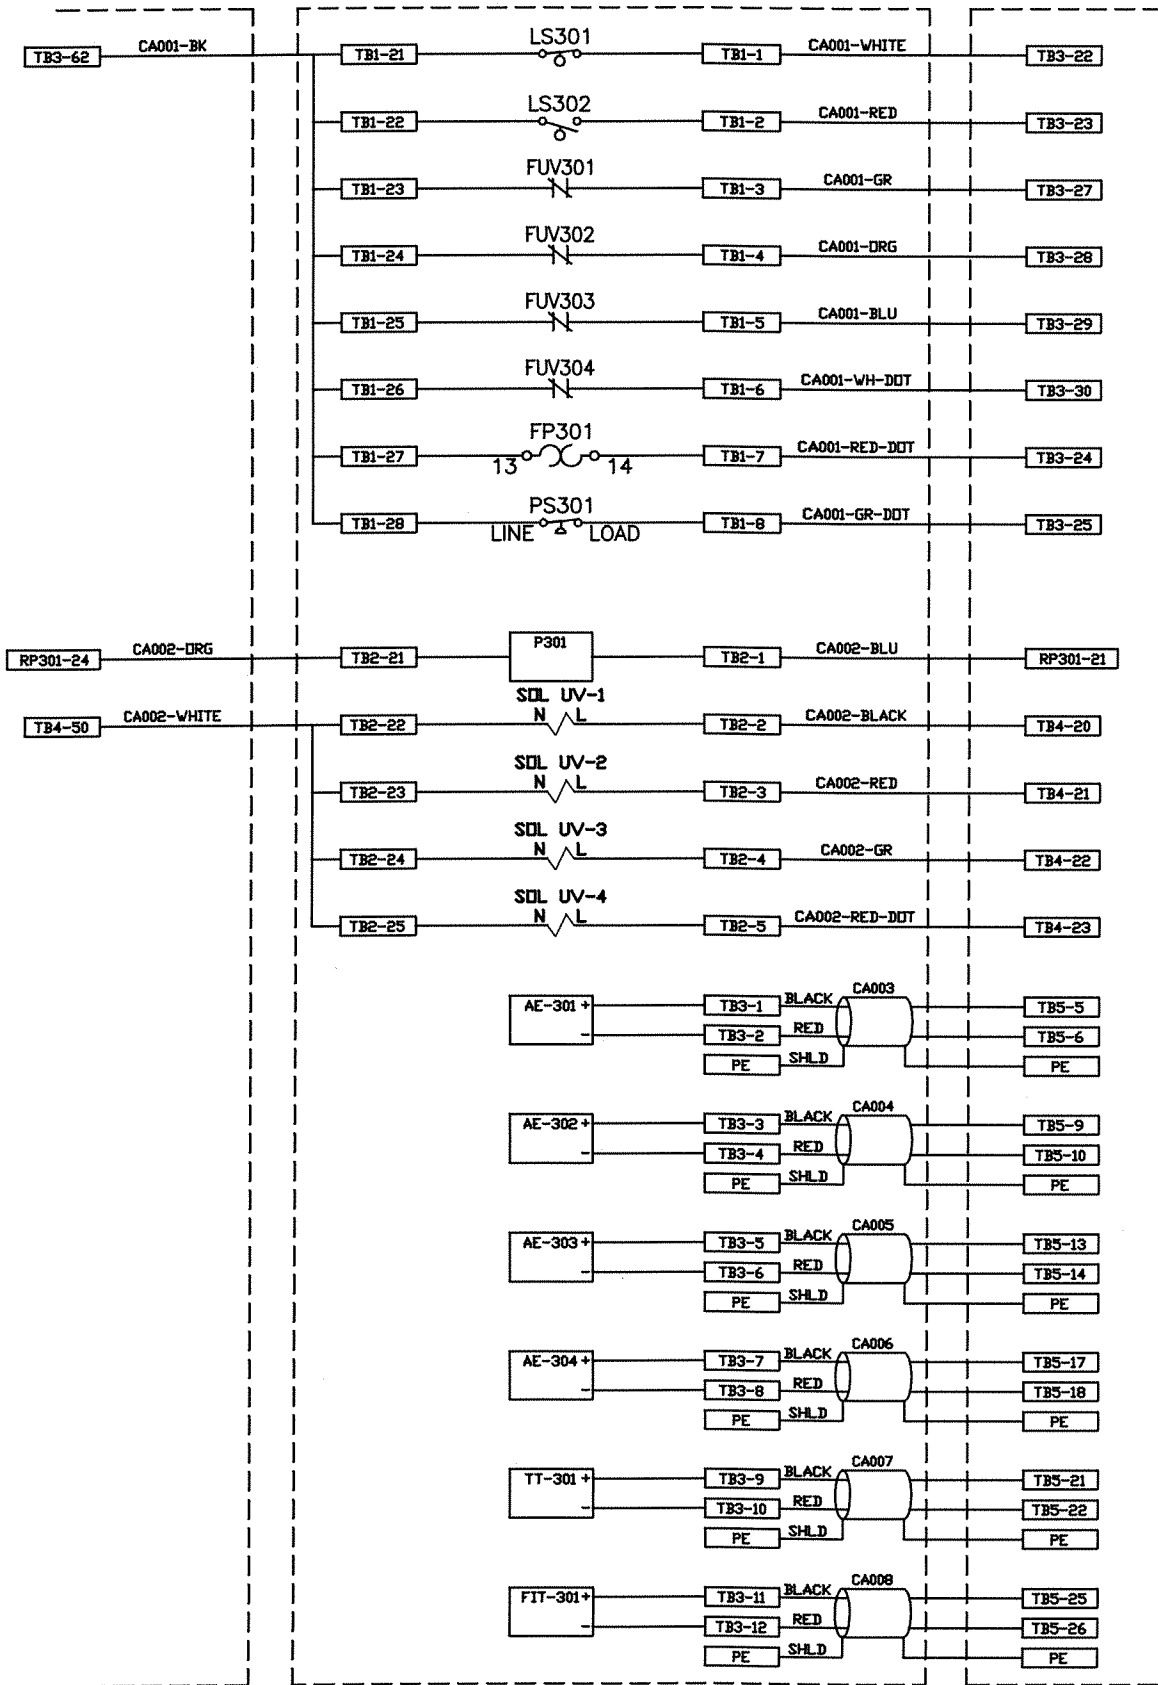 LS301
TB3-62 CA001-BK TB1-21 TB1-1 CA001-WHITE TB3-22
LS302
TB1-22 TB1-2 CA001-RED TB3-23
FUV301
TB1-23 TB1-3 CA001-GR TB3-27
FUV302
TB1-24 TB1-4 CA001-ORG TB3-28
FUV303
TB1-25 TB1-5 CA001-BLU TB3-29
FUV304
TB1-26 TB1-6 CA001-WH-DOT TB3-30
FP301
TB1-27 13 14 TB1-7 CA001-RED-DOT TB3-24
PS301
TB1-28 LINE LOAD TB1-8 CA001-GR-DOT TB3-25
RP301-24 CA002-ORG TB2-21 P301 TB2-1 CA002-BLU RP301-21
SOL UV-1
TB4-50 CA002-WHITE TB2-22 N L TB2-2 CA002-BLACK TB4-20
SOL UV-2
TB2-23 N L TB2-3 CA002-RED TB4-21
SOL UV-3
TB2-24 N L TB2-4 CA002-GR TB4-22
SOL UV-4
TB2-25 N L TB2-5 CA002-RED-DOT TB4-23
CA003
AE-301 + TB3-1 BLACK TB5-5
- TB3-2 RED TB5-6
PE SHLD PE
CA004
AE-302 + TB3-3 BLACK TB5-9
- TB3-4 RED TB5-10
PE SHLD PE
CA005
AE-303 + TB3-5 BLACK TB5-13
- TB3-6 RED TB5-14
PE SHLD PE
CA006
AE-304 + TB3-7 BLACK TB5-17
- TB3-8 RED TB5-18
PE SHLD PE
CA007
TT-301 + TB3-9 BLACK TB5-21
- TB3-10 RED TB5-22
PE SHLD PE
CA008
FIT-301 + TB3-11 BLACK TB5-25
- TB3-12 RED TB5-26
PE SHLD PE